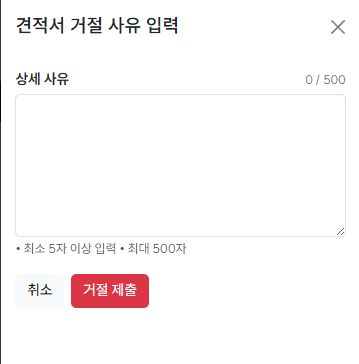 견적서 거절 사유 입력
상세 사유 0 / 500
• 최소 5자 이상 입력 • 최대 500자
취소 거절 제출